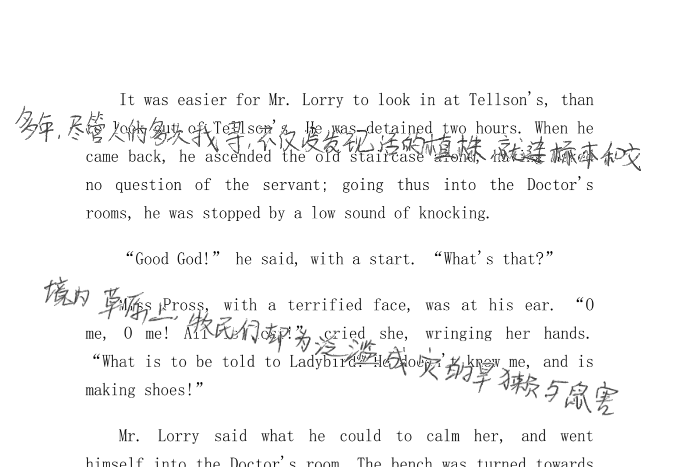 It was easier for Mr. Lorry to look in at Tellson's, than
多年,尽管人们多次找寻,不仅没发现活的植株,就连标本和文
look out of Tellson's. He was detained two hours. When he
came back, he ascended the old staircase alone, having
no question of the servant; going thus into the Doctor's
rooms, he was stopped by a low sound of knocking.
“Good God!” he said, with a start. “What's that?”
境内草原上,牧民们却为泛滥成灾的旱獭与鼠害
Miss Pross, with a terrified face, was at his ear. “O
me, O me! All is lost!” cried she, wringing her hands.
“What is to be told to Ladybird? He doesn't know me, and is
making shoes!”
Mr. Lorry said what he could to calm her, and went
himself into the Doctor's room. The bench was turned towards